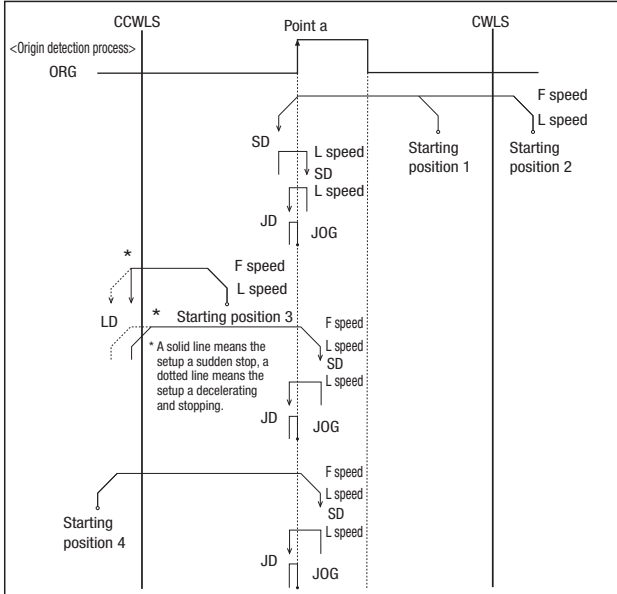 CCWLS
Point a
CWLS
<Origin detection process>
ORG
F speed
L speed
SD
Starting
position 1
Starting
position 2
L speed
SD
L speed
JD
JOG
*
F speed
L speed
LD
*
Starting position 3
F speed
* A solid line means the
setup a sudden stop, a
dotted line means the
setup a decelerating
and stopping.
L speed
SD
L speed
JD
JOG
F speed
L speed
SD
Starting
position 4
L speed
JD
JOG